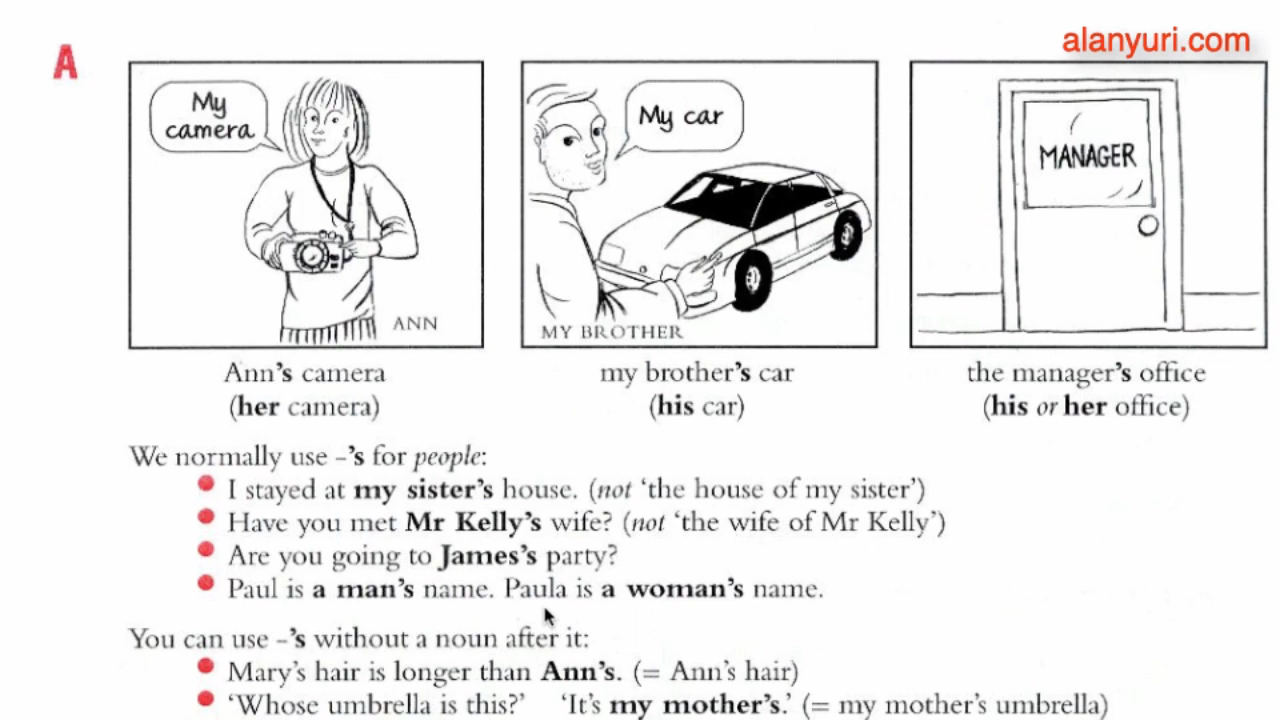 alanyuri.com
A
My
camera
ANN
My car
MY BROTHER
MANAGER
Ann's camera
(her camera)
my brother's car
(his car)
the manager's office
(his or her office)
We normally use -'s for people:
I stayed at my sister's house. (not 'the house of my sister')
Have you met Mr Kelly's wife? (not 'the wife of Mr Kelly')
Are you going to James's party?
Paul is a man's name. Paula is a woman's name.
You can use -'s without a noun after it:
Mary's hair is longer than Ann's. (= Ann's hair)
'Whose umbrella is this?' 'It's my mother's.' (= my mother's umbrella)